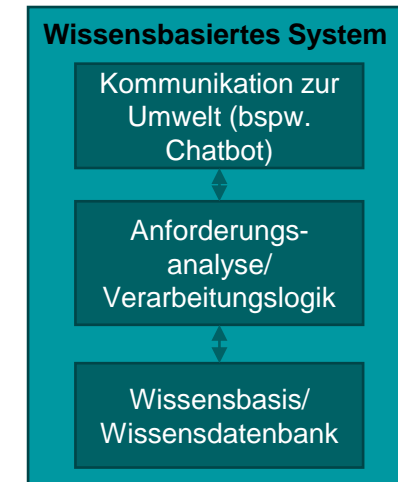 Wissensbasiertes System
Kommunikation zur
Umwelt (bspw.
Chatbot)
Anforderungs-
analyse/
Verarbeitungslogik
Wissensbasis/
Wissensdatenbank